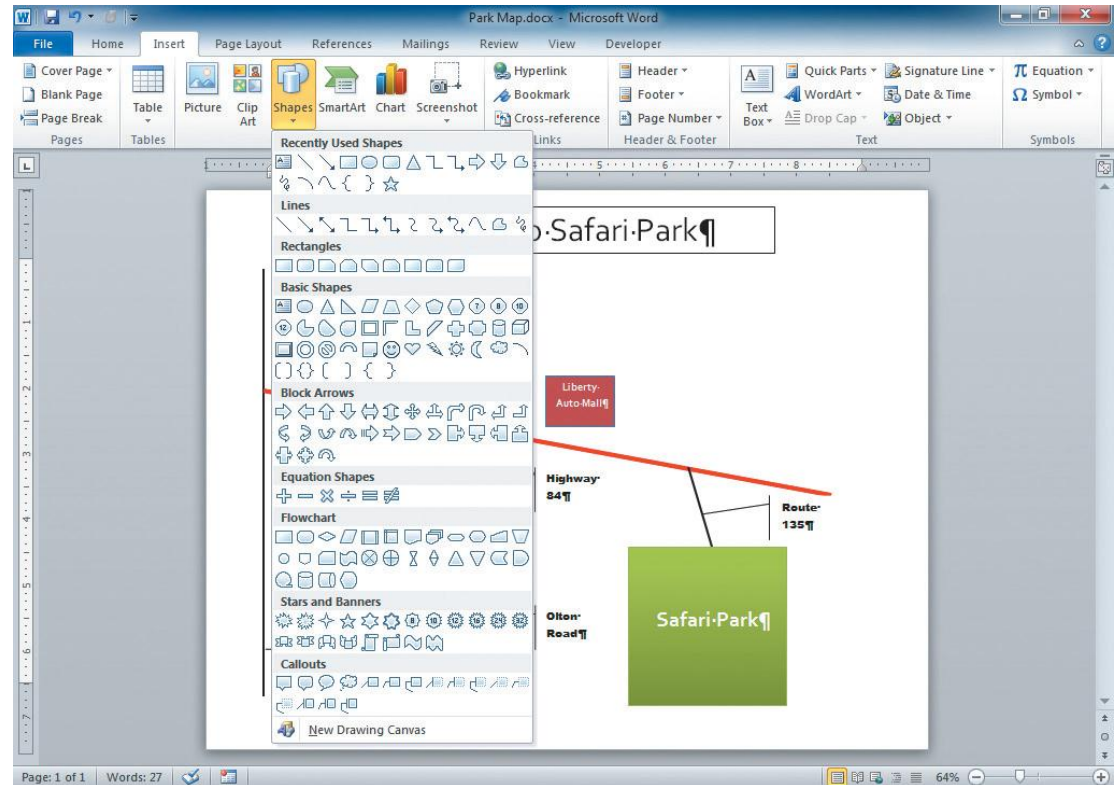 Park Map.docx - Microsoft Word
File Home Insert Page Layout References Mailings Review View Developer
Cover Page
Blank Page
Page Break
Pages
Table
Tables
Picture
Clip
Art
Shapes
SmartArt
Chart
Screenshot
Hyperlink
Bookmark
Cross-reference
Links
Header
Footer
Page Number
Header & Footer
A
Text
Box
Quick Parts
WordArt
Drop Cap
Signature Line
Date & Time
Object
Text
π Equation
Ω Symbol
Symbols
Recently Used Shapes
Lines
Rectangles
Basic Shapes
Block Arrows
Equation Shapes
Flowchart
Stars and Banners
Callouts
New Drawing Canvas
·Safari·Park¶
Liberty·
Auto·Mall¶
Highway·
84¶
Route·
135¶
Olton·
Road¶
Safari·Park¶
Page: 1 of 1 Words: 27 64%